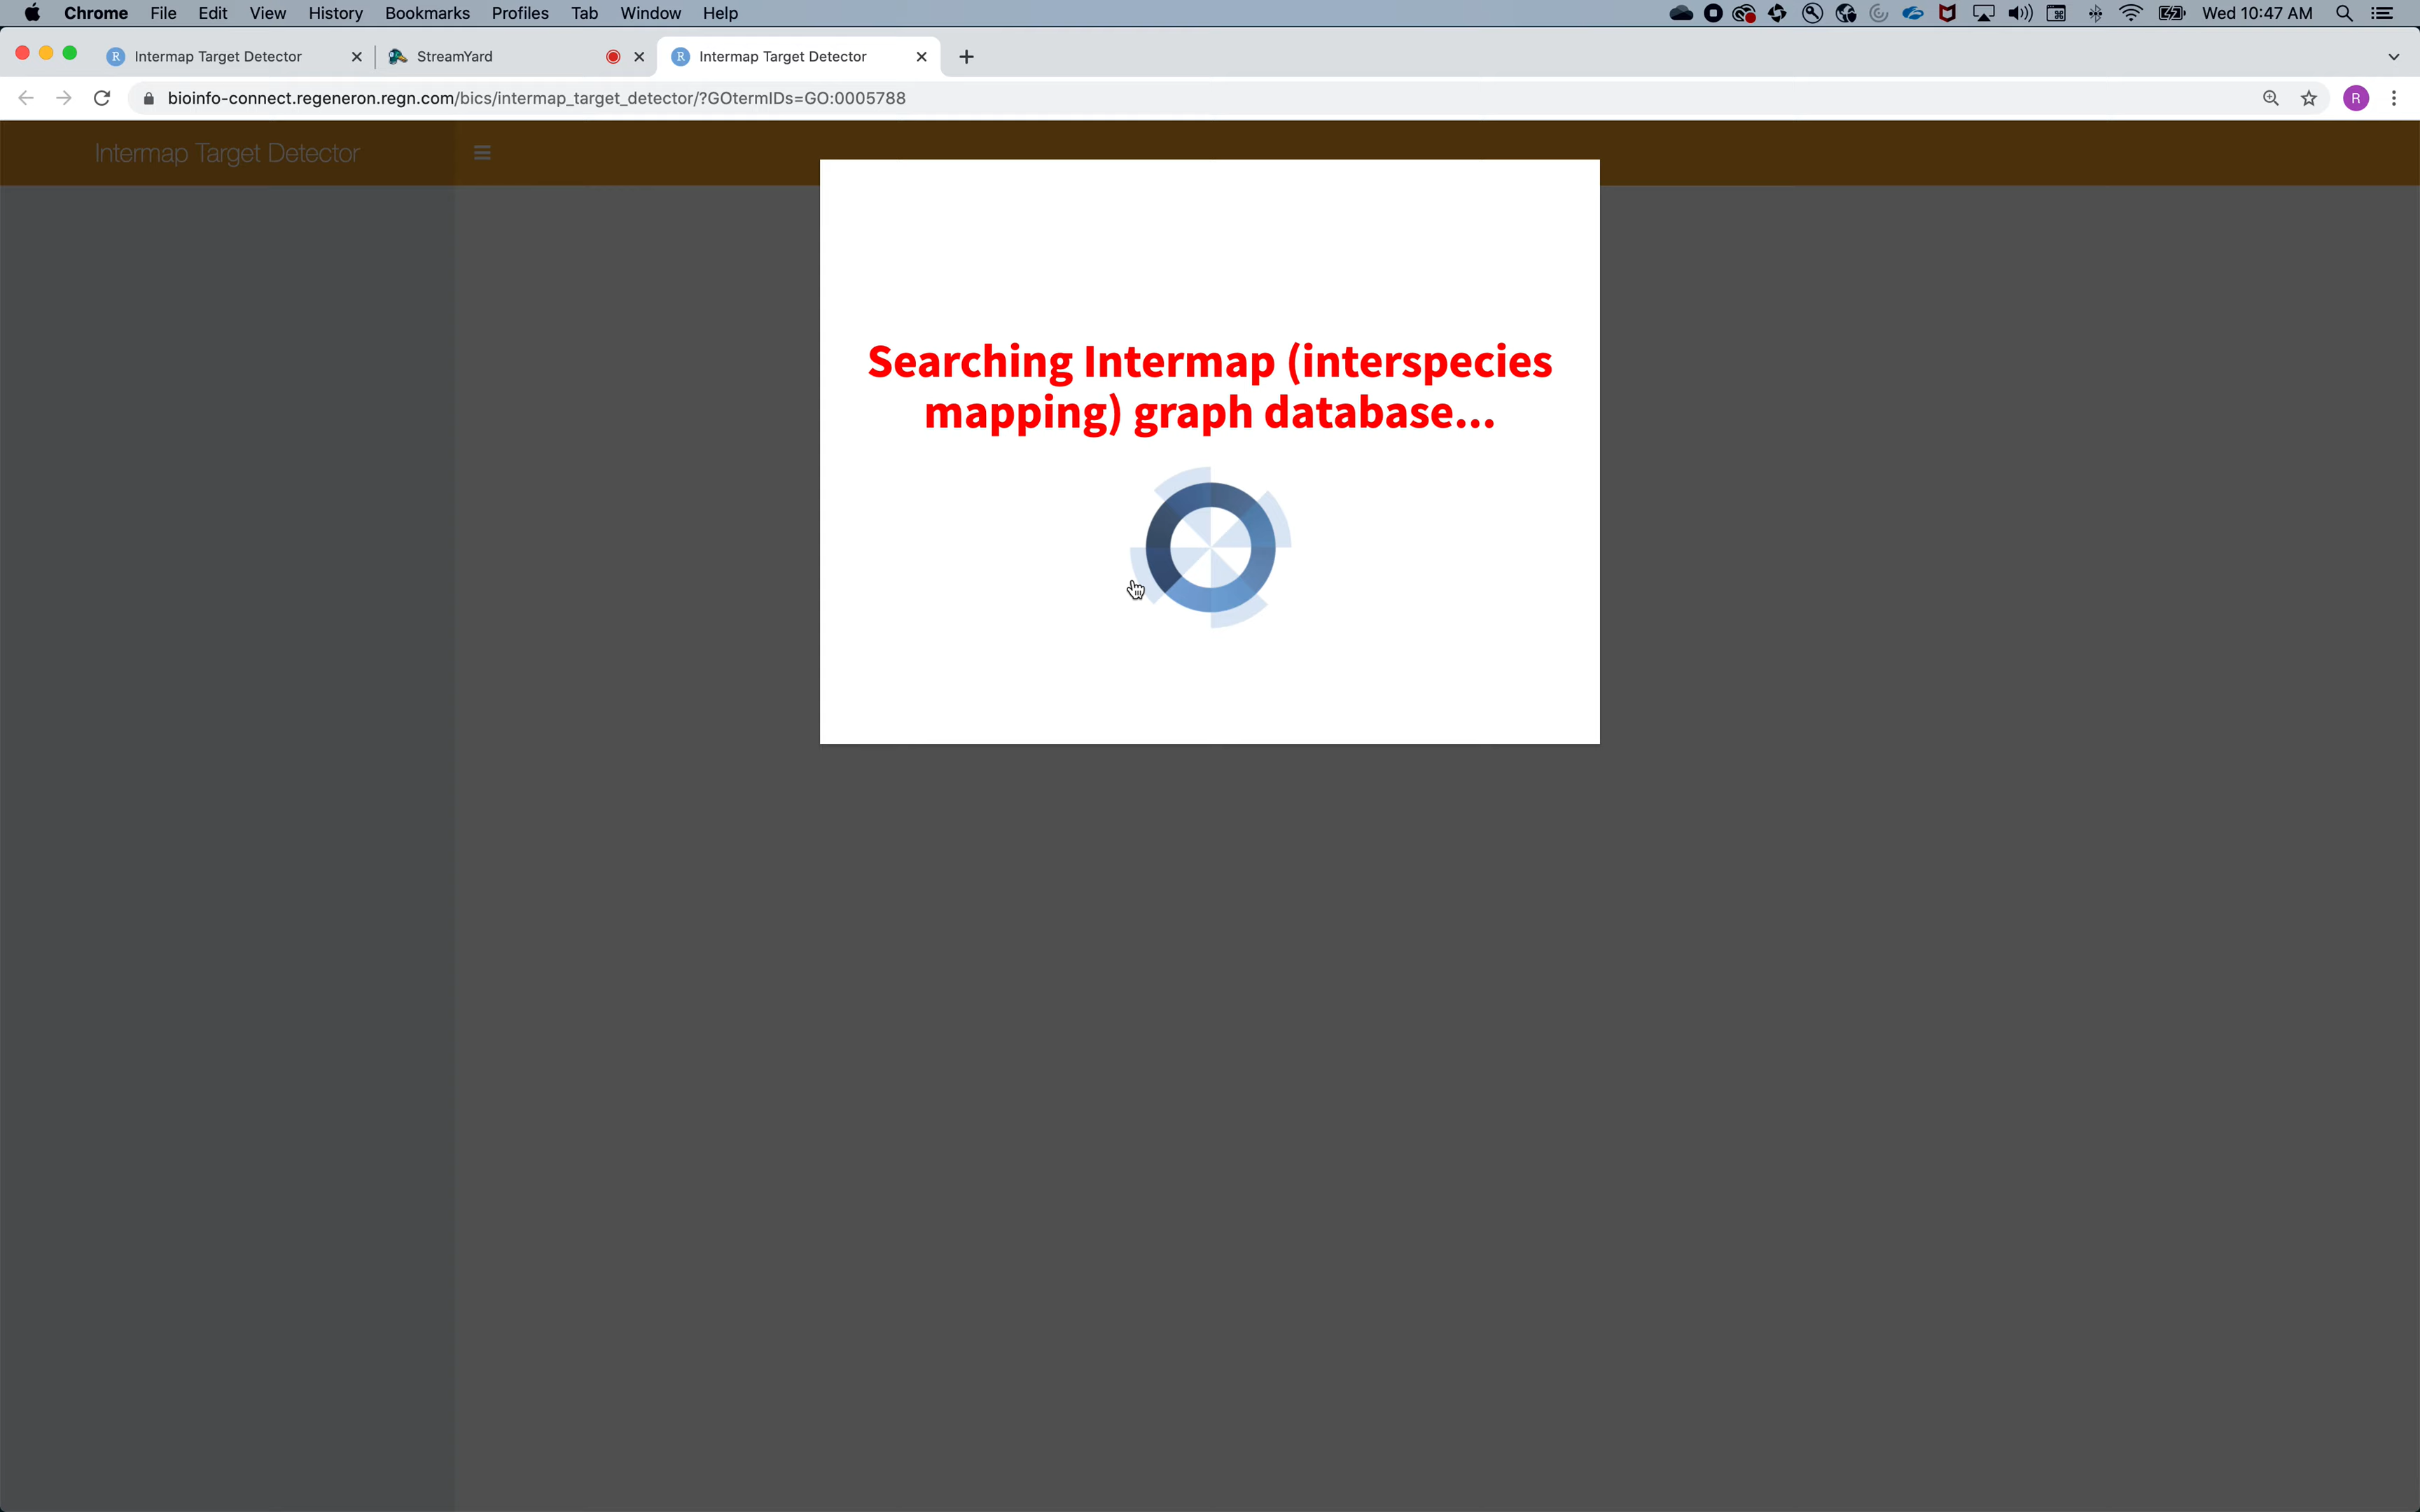 Chrome File Edit View History Bookmarks Profiles Tab Window Help Wed 10:47 AM
Intermap Target Detector StreamYard Intermap Target Detector
bioinfo-connect.regeneron.regn.com/bics/intermap_target_detector/?GOtermIDs=GO:0005788 R
Intermap Target Detector
Searching Intermap (interspecies
mapping) graph database...